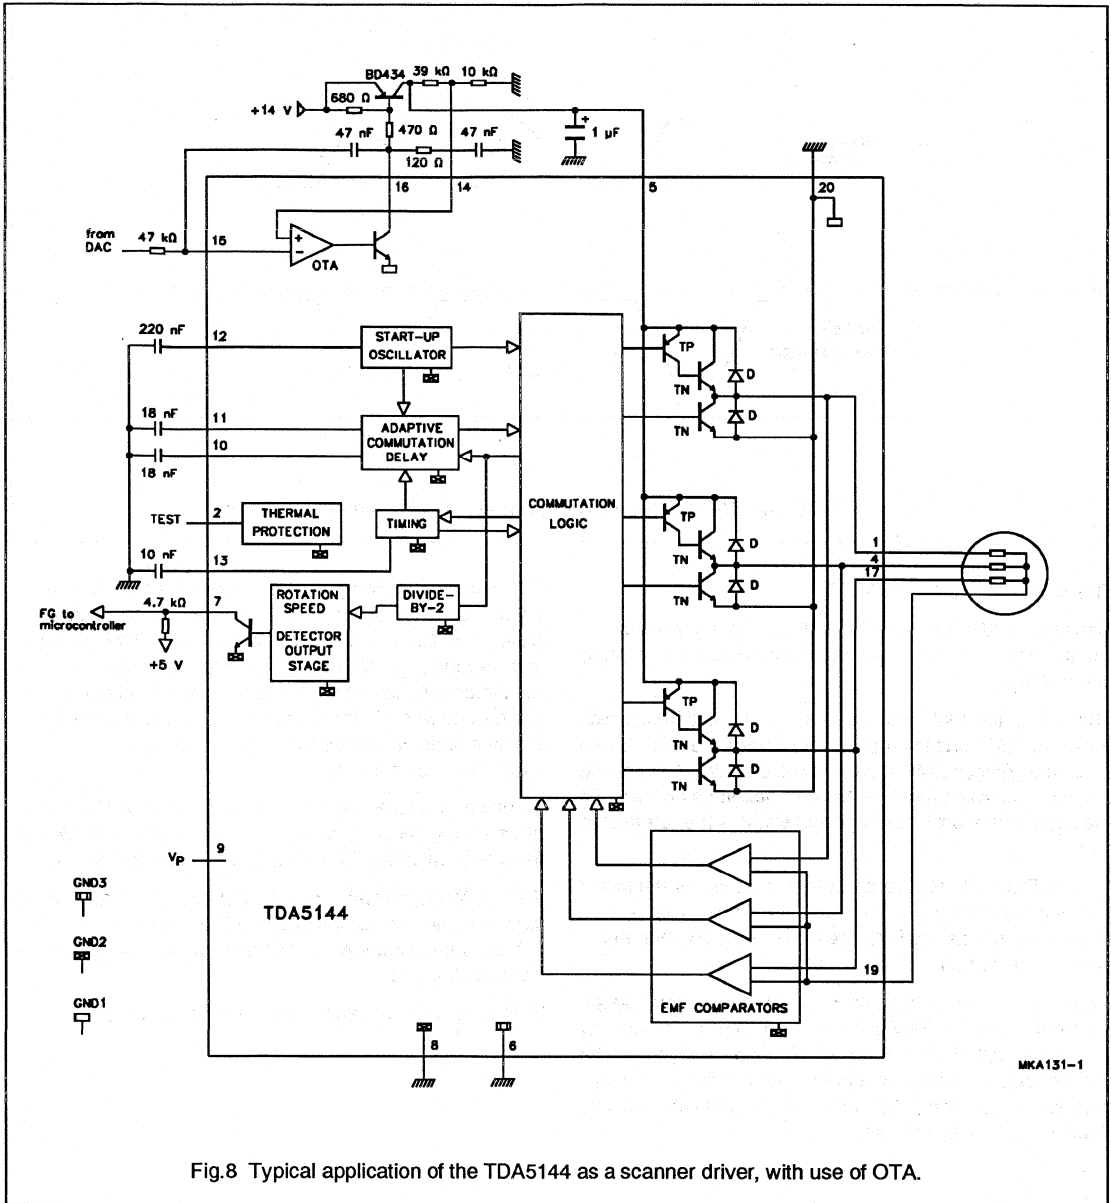 BD434
39 kΩ
10 kΩ
+14 V
680 Ω
470 Ω
+
1 µF
47 nF
47 nF
120 Ω
16
14
5
20
from
DAC
47 kΩ
15
+
−
OTA
220 nF
12
START-UP
OSCILLATOR
18 nF
11
ADAPTIVE
COMMUTATION
DELAY
10
18 nF
TEST
2
THERMAL
PROTECTION
TIMING
10 nF
13
COMMUTATION
LOGIC
TP
TN
D
TN
D
TP
TN
D
TN
D
TP
TN
D
TN
D
1
4
17
4.7 kΩ
7
FG to
microcontroller
+5 V
ROTATION
SPEED
DETECTOR
OUTPUT
STAGE
DIVIDE-
BY-2
VP
9
GND3
GND2
GND1
TDA5144
19
EMF COMPARATORS
8
6
MKA131-1
Fig.8 Typical application of the TDA5144 as a scanner driver, with use of OTA.